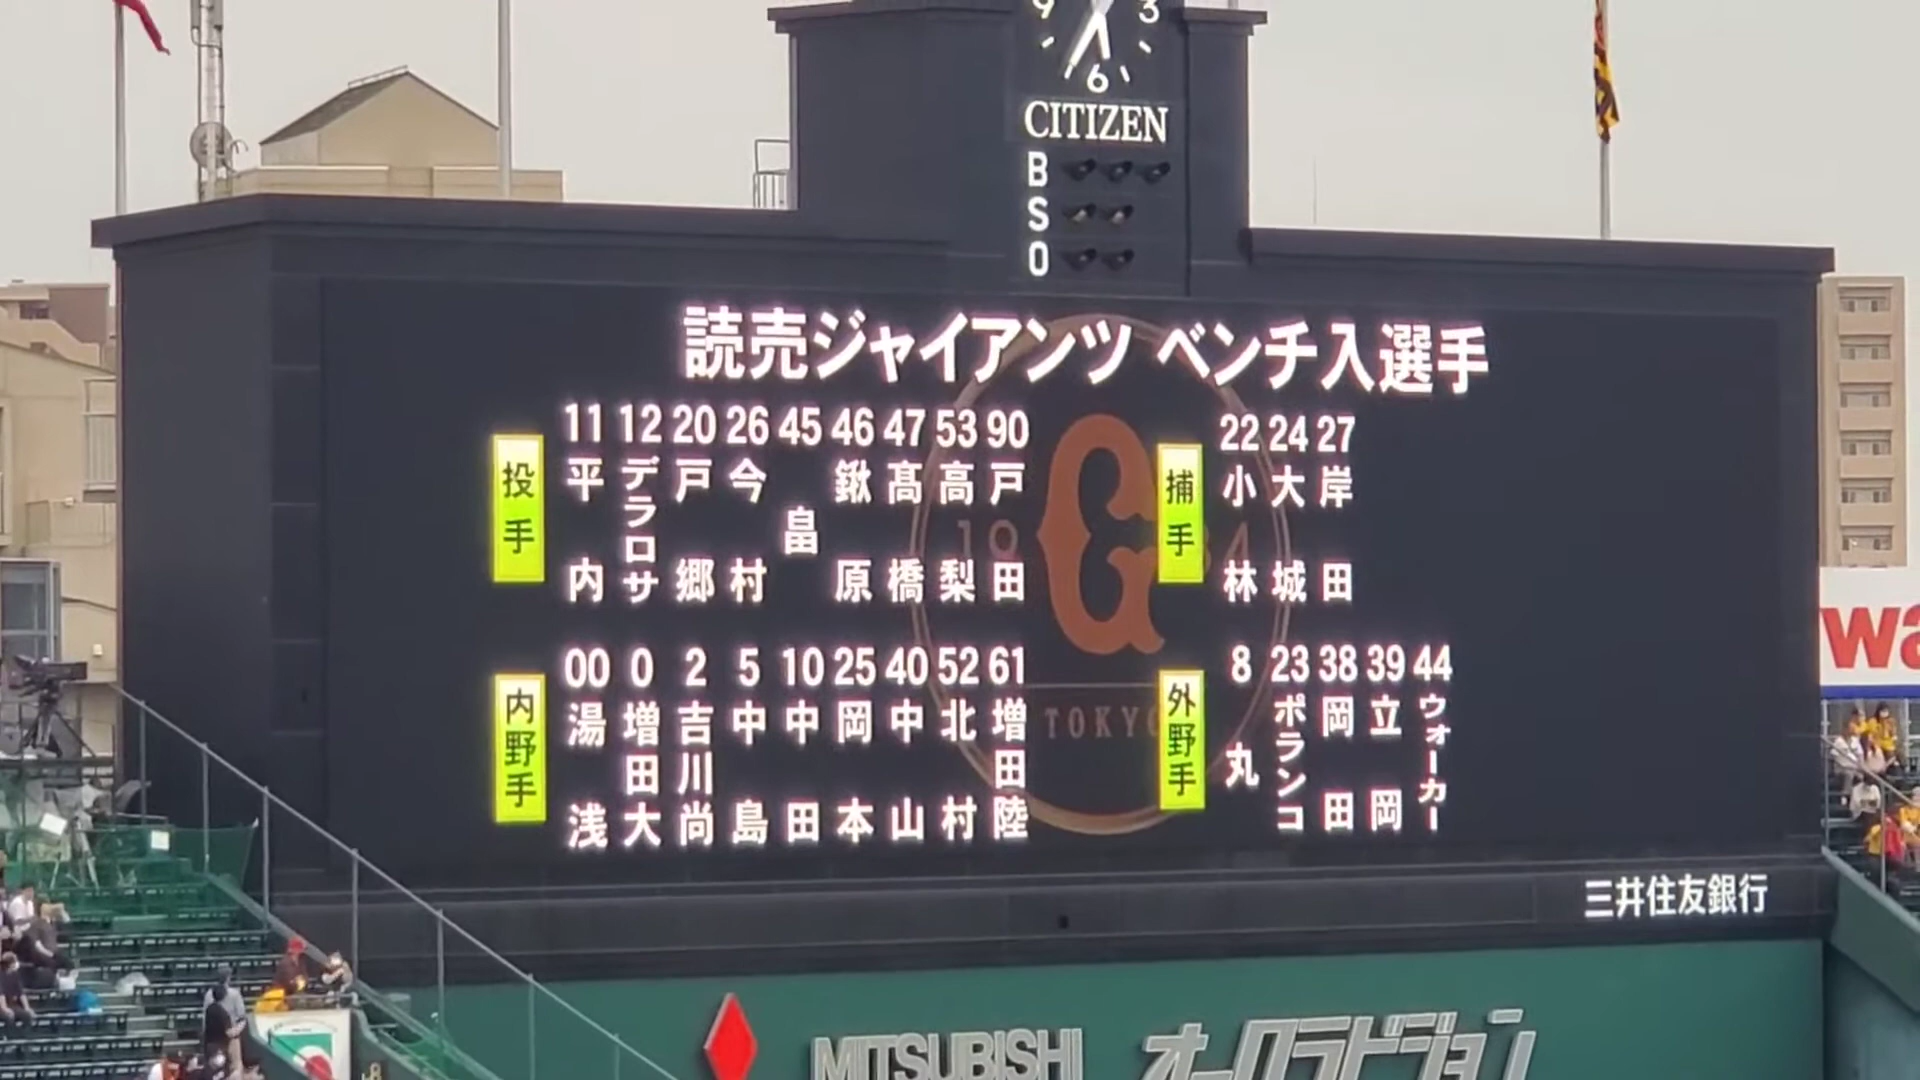 9 3
6
CITIZEN
B
S
O
読売ジャイアンツ ベンチ入選手
投手
11 12 20 26 45 46 47 53 90
平内 デラロサ 戸郷 今村 畠 鍬原 髙橋 高梨 戸田
捕手
22 24 27
小林 大城 岸田
内野手
00 0 2 5 10 25 40 52 61
湯浅 増田大 吉川尚 中島 中田 岡本 中山 北村 増田陸
外野手
8 23 38 39 44
丸 ポランコ 岡田 立岡 ウォーカー
G
TOKYO
三井住友銀行
wa
MITSUBISHI オーロラビジョン